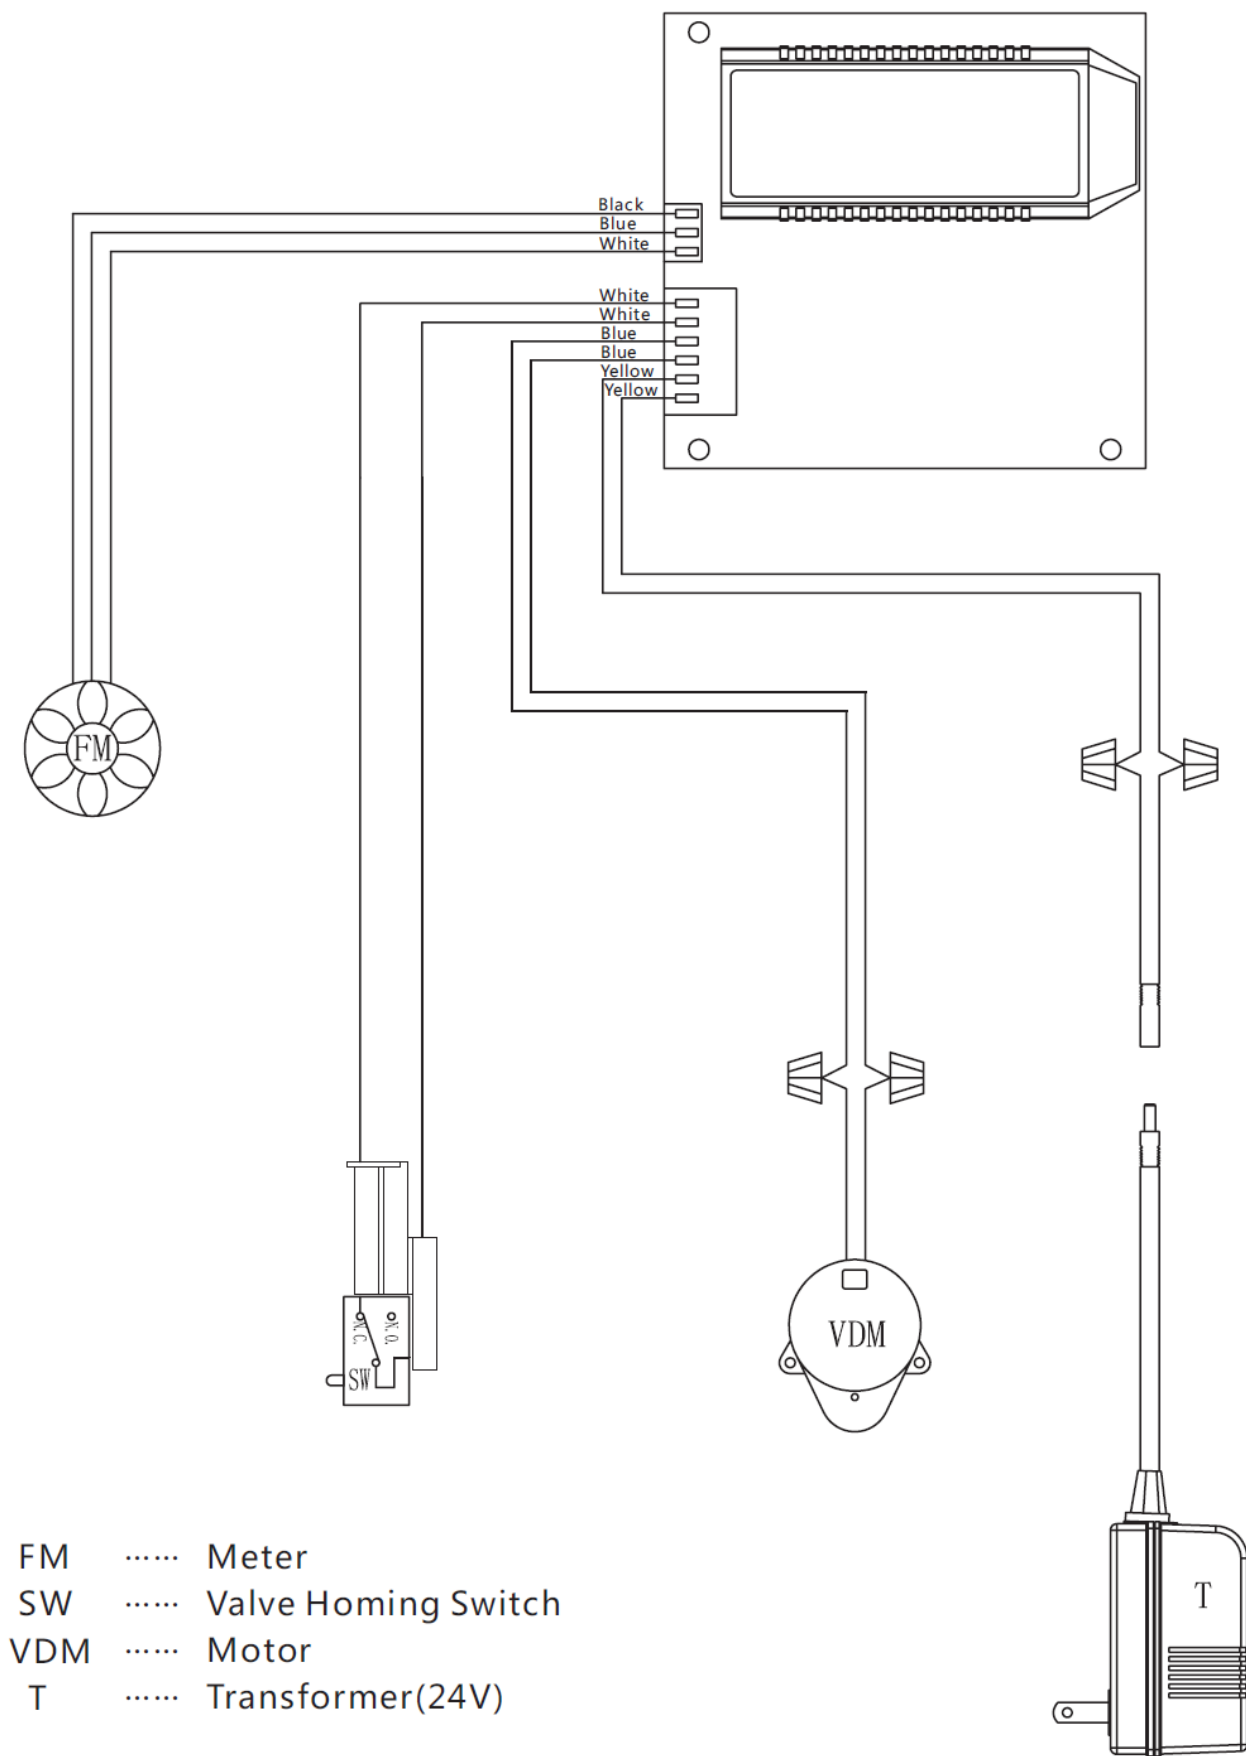 Black
Blue
White
White
White
Blue
Blue
Yellow
Yellow
FM
N.C.
N.O.
SW
VDM
T
FM ······ Meter
SW ······ Valve Homing Switch
VDM ······ Motor
T ······ Transformer(24V)